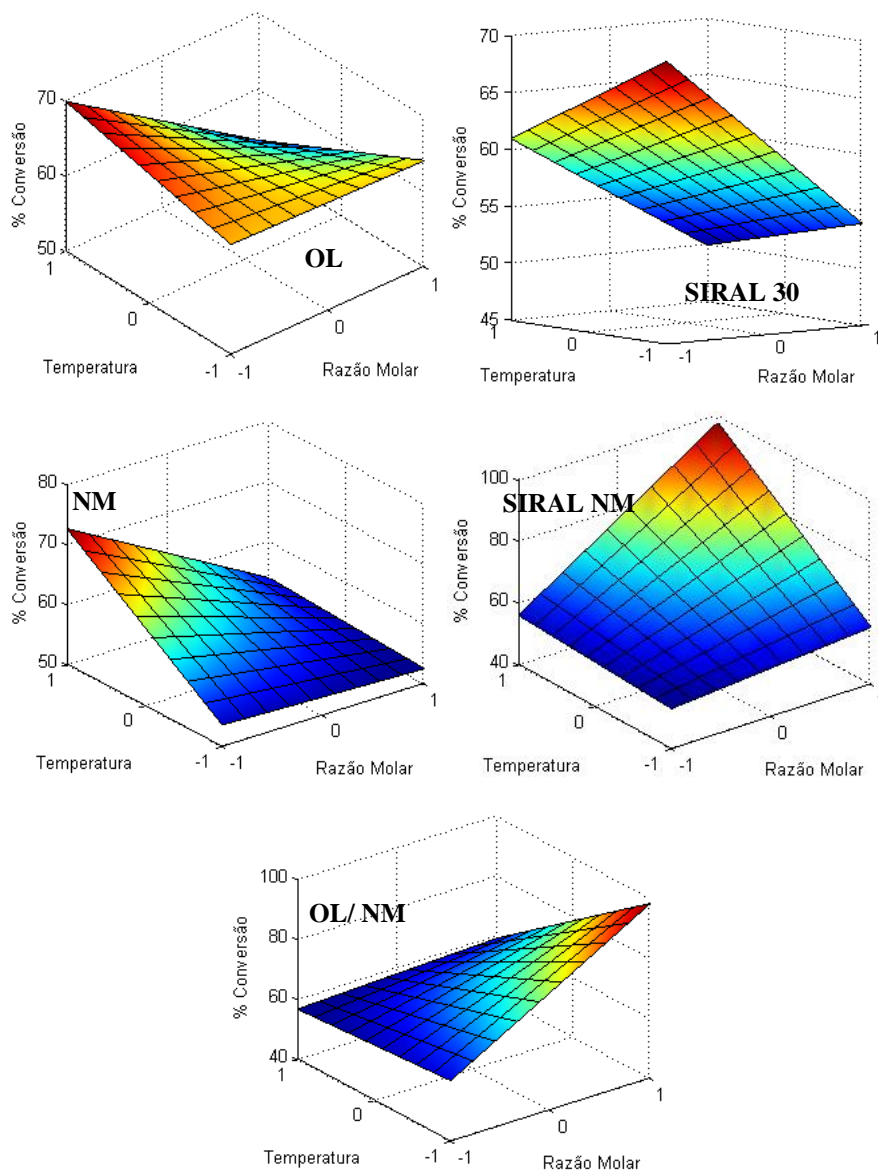 70
60
50
% Conversão
1
0
-1
Temperatura
-1
0
1
Razão Molar
OL
70
65
60
55
50
45
% Conversão
1
0
-1
Temperatura
-1
0
1
Razão Molar
SIRAL 30
80
70
60
50
% Conversão
1
0
-1
Temperatura
-1
0
1
Razão Molar
NM
100
80
60
40
% Conversão
1
0
-1
Temperatura
-1
0
1
Razão Molar
SIRAL NM
100
80
60
40
% Conversão
1
0
-1
Temperatura
-1
0
1
Razão Molar
OL/ NM